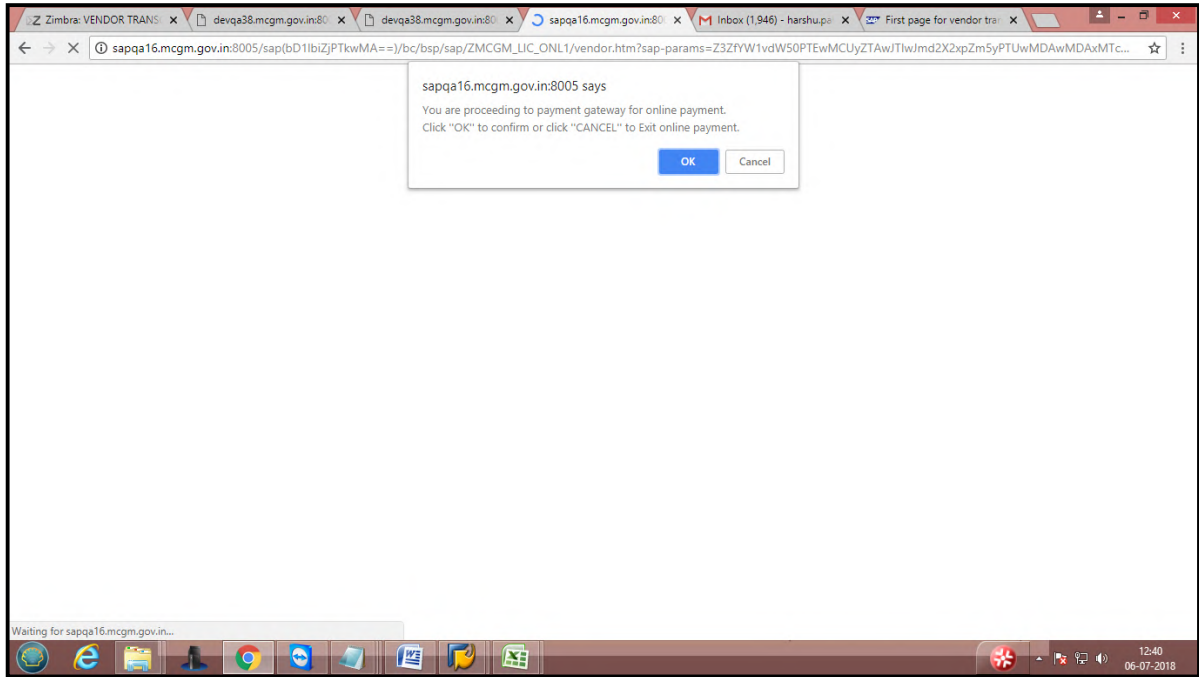 Zimbra: VENDOR TRANS
devqa38.mcgm.gov.in:80
devqa38.mcgm.gov.in:80
sapqa16.mcgm.gov.in:80
Inbox (1,946) - harshu.pa
First page for vendor tra
sapqa16.mcgm.gov.in:8005/sap(bD1lbiZjPTkwMA==)/bc/bsp/sap/ZMCGM_LIC_ONL1/vendor.htm?sap-params=Z3ZfYW1vdW50PTEwMCUyZTAwJTIwJmd2X2xpZm5yPTUwMDAwMDAxMTc...
sapqa16.mcgm.gov.in:8005 says
You are proceeding to payment gateway for online payment.
Click "OK" to confirm or click "CANCEL" to Exit online payment.
OK
Cancel
Waiting for sapqa16.mcgm.gov.in...
12:40
06-07-2018